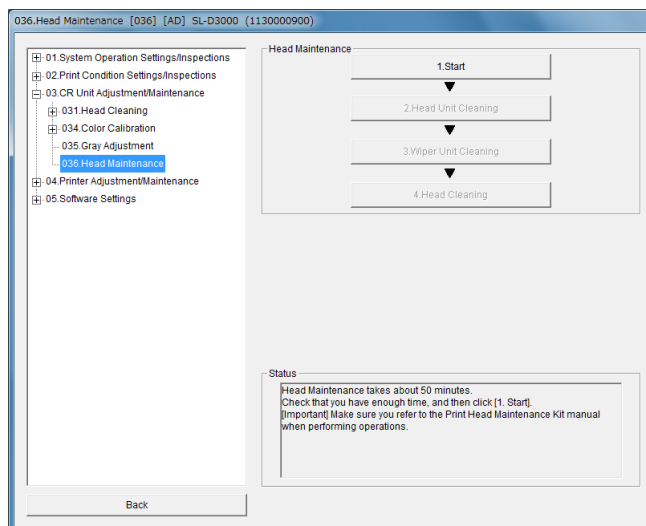 036.Head Maintenance [036] [AD] SL-D3000 (1130000900)
01.System Operation Settings/Inspections
02.Print Condition Settings/Inspections
03.CR Unit Adjustment/Maintenance
031.Head Cleaning
034.Color Calibration
035.Gray Adjustment
036.Head Maintenance
04.Printer Adjustment/Maintenance
05.Software Settings
Back
Head Maintenance
1.Start
2.Head Unit Cleaning
3.Wiper Unit Cleaning
4.Head Cleaning
Status
Head Maintenance takes about 50 minutes.
Check that you have enough time, and then click [1. Start].
[Important] Make sure you refer to the Print Head Maintenance Kit manual
when performing operations.